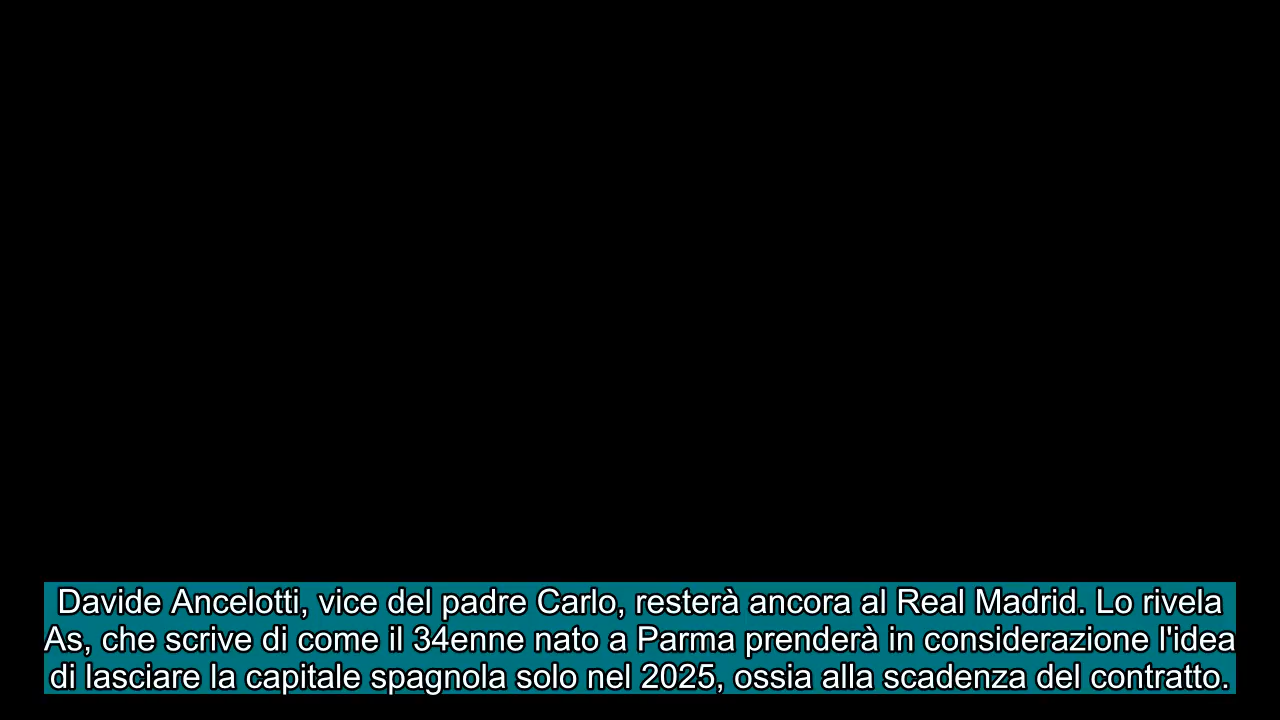 Davide Ancelotti, vice del padre Carlo, resterà ancora al Real Madrid. Lo rivela
As, che scrive di come il 34enne nato a Parma prenderà in considerazione l'idea
di lasciare la capitale spagnola solo nel 2025, ossia alla scadenza del contratto.